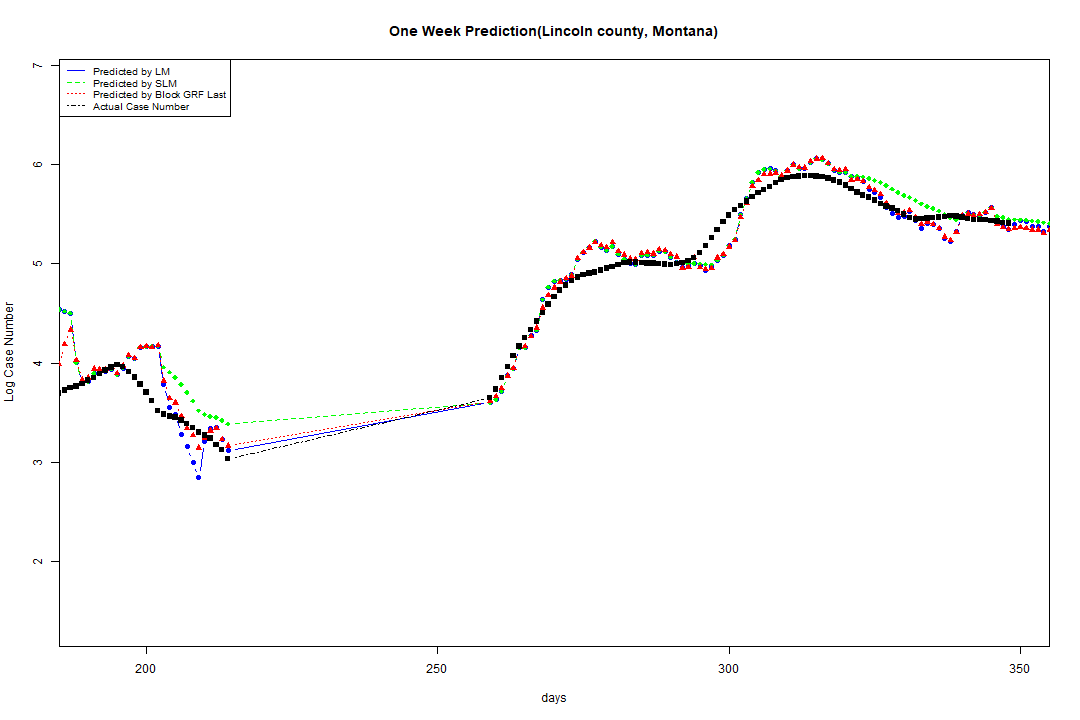 One Week Prediction(Lincoln county, Montana)
7
6
5
4
3
2
Log Case Number
Predicted by LM
Predicted by SLM
Predicted by Block GRF Last
Actual Case Number
200
250
300
350
days